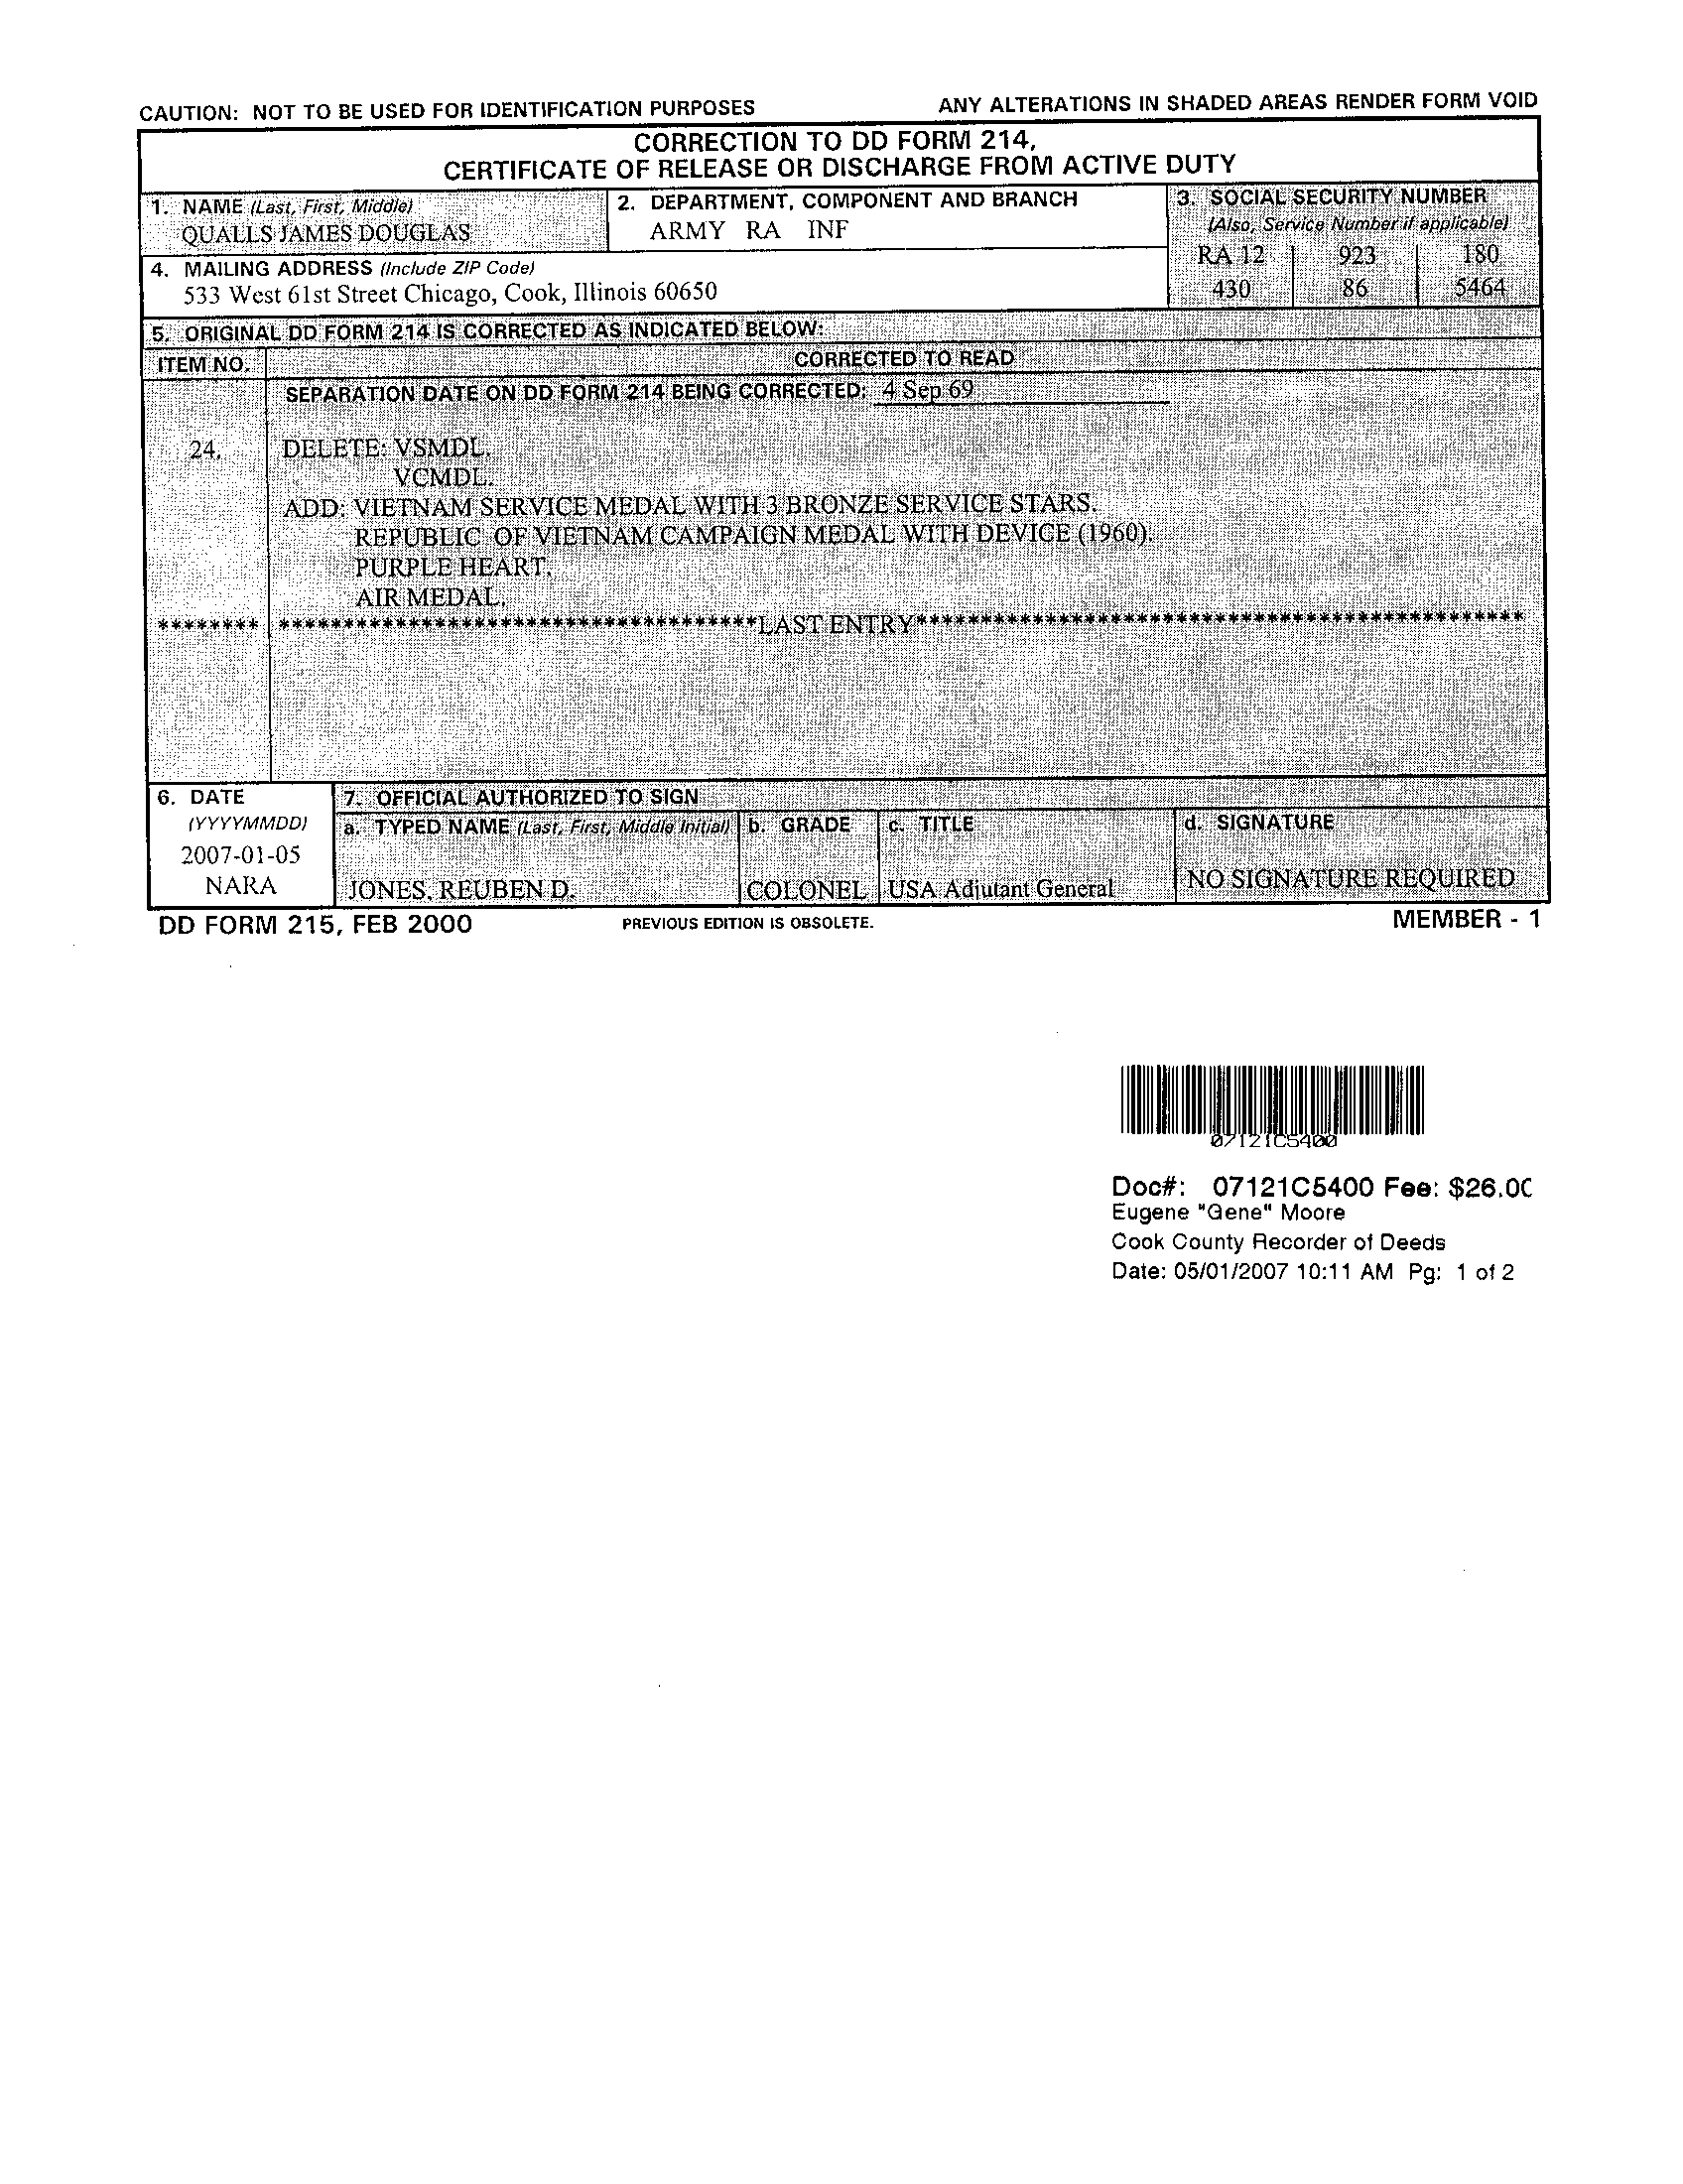 CAUTION: NOT TO BE USED FOR IDENTIFICATION PURPOSES
ANY ALTERATIONS IN SHADED AREAS RENDER FORM VOID
CORRECTION TO DD FORM 214,
CERTIFICATE OF RELEASE OR DISCHARGE FROM ACTIVE DUTY
1. NAME (Last, First, Middle)
QUALLS JAMES DOUGLAS
2. DEPARTMENT, COMPONENT AND BRANCH
ARMY RA INF
3. SOCIAL SECURITY NUMBER
(Also, Service Number if applicable)
RA 12 923 180
430 86 5464
4. MAILING ADDRESS (Include ZIP Code)
533 West 61st Street Chicago, Cook, Illinois 60650
5. ORIGINAL DD FORM 214 IS CORRECTED AS INDICATED BELOW:
ITEM NO. CORRECTED TO READ
SEPARATION DATE ON DD FORM 214 BEING CORRECTED: 4 Sep 69
24. DELETE: VSMDL.
VCMDL.
ADD: VIETNAM SERVICE MEDAL WITH 3 BRONZE SERVICE STARS.
REPUBLIC OF VIETNAM CAMPAIGN MEDAL WITH DEVICE (1960).
PURPLE HEART.
AIR MEDAL.
******** *************************************LAST ENTRY***********************************************
6. DATE
(YYYYMMDD)
2007-01-05
NARA
7. OFFICIAL AUTHORIZED TO SIGN
a. TYPED NAME (Last, First, Middle Initial)
JONES, REUBEN D.
b. GRADE
COLONEL
c. TITLE
USA Adjutant General
d. SIGNATURE
NO SIGNATURE REQUIRED
DD FORM 215, FEB 2000
PREVIOUS EDITION IS OBSOLETE.
MEMBER - 1
07121C5400
Doc#: 07121C5400 Fee: $26.00
Eugene "Gene" Moore
Cook County Recorder of Deeds
Date: 05/01/2007 10:11 AM Pg: 1 of 2